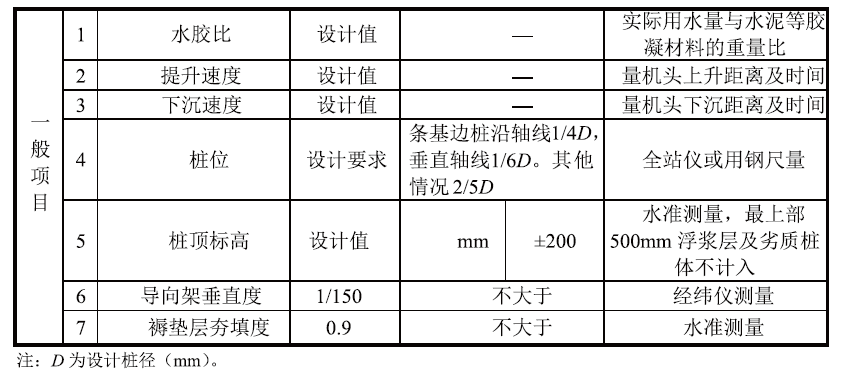 一般项目
1 水胶比 设计值 — 实际用水量与水泥等胶
凝材料的重量比
2 提升速度 设计值 — 量机头上升距离及时间
3 下沉速度 设计值 — 量机头下沉距离及时间
4 桩位 设计要求 条基边桩沿轴线1/4D，
垂直轴线1/6D。其他
情况 2/5D
全站仪或用钢尺量
5 桩顶标高 设计值 mm ±200 水准测量，最上部
500mm 浮浆层及劣质桩
体不计入
6 导向架垂直度 1/150 不大于 经纬仪测量
7 褥垫层夯填度 0.9 不大于 水准测量
注：D 为设计桩径（mm）。